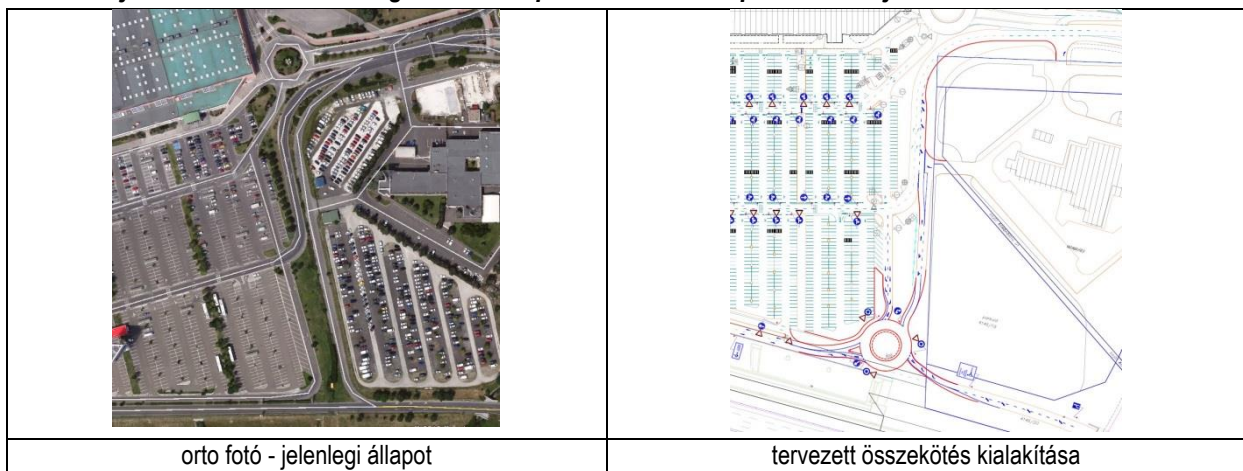 orto fotó - jelenlegi állapot
tervezett összekötés kialakítása